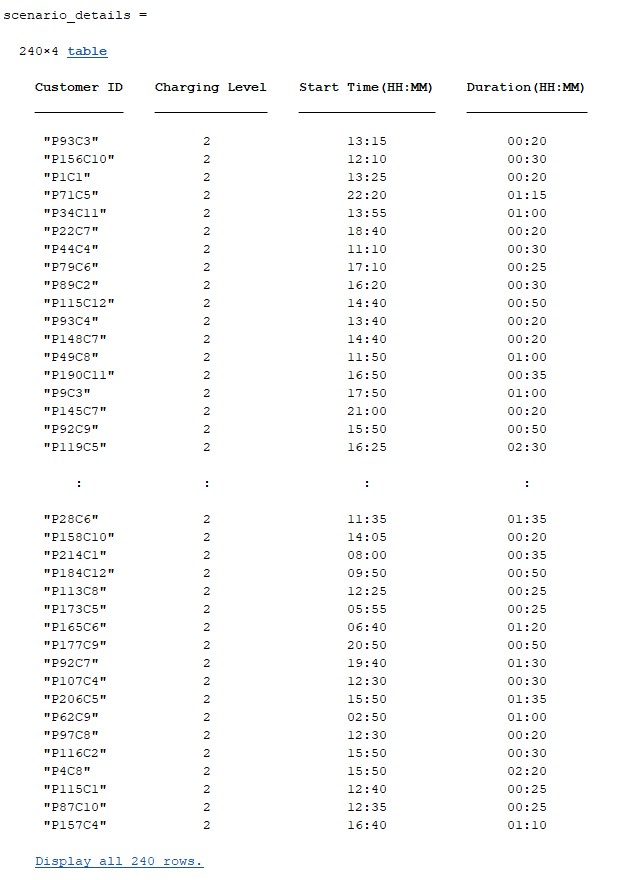 scenario_details =
240×4 table
Customer ID    Charging Level    Start Time(HH:MM)    Duration(HH:MM)
"P93C3"    2    13:15    00:20
"P156C10"    2    12:10    00:30
"P1C1"    2    13:25    00:20
"P71C5"    2    22:20    01:15
"P34C11"    2    13:55    01:00
"P22C7"    2    18:40    00:20
"P44C4"    2    11:10    00:30
"P79C6"    2    17:10    00:25
"P89C2"    2    16:20    00:30
"P115C12"    2    14:40    00:50
"P93C4"    2    13:40    00:20
"P148C7"    2    14:40    00:20
"P49C8"    2    11:50    01:00
"P190C11"    2    16:50    00:35
"P9C3"    2    17:50    01:00
"P145C7"    2    21:00    00:20
"P92C9"    2    15:50    00:50
"P119C5"    2    16:25    02:30
:    :    :    :
"P28C6"    2    11:35    01:35
"P158C10"    2    14:05    00:20
"P214C1"    2    08:00    00:35
"P184C12"    2    09:50    00:50
"P113C8"    2    12:25    00:25
"P173C5"    2    05:55    00:25
"P165C6"    2    06:40    01:20
"P177C9"    2    20:50    00:50
"P92C7"    2    19:40    01:30
"P107C4"    2    12:30    00:30
"P206C5"    2    15:50    01:35
"P62C9"    2    02:50    01:00
"P97C8"    2    12:30    00:20
"P116C2"    2    15:50    00:30
"P4C8"    2    15:50    02:20
"P115C1"    2    12:40    00:25
"P87C10"    2    12:35    00:25
"P157C4"    2    16:40    01:10
Display all 240 rows.